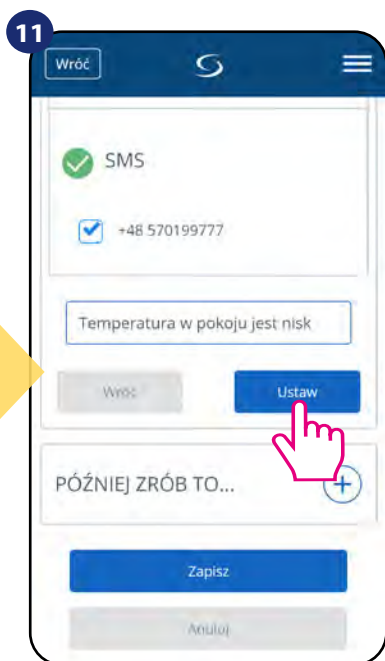 11
Wróć
SMS
+48 570199777
Temperatura w pokoju jest nisk
Wróć
Ustaw
PÓŹNIEJ ZRÓB TO...
Zapisz
Anuluj